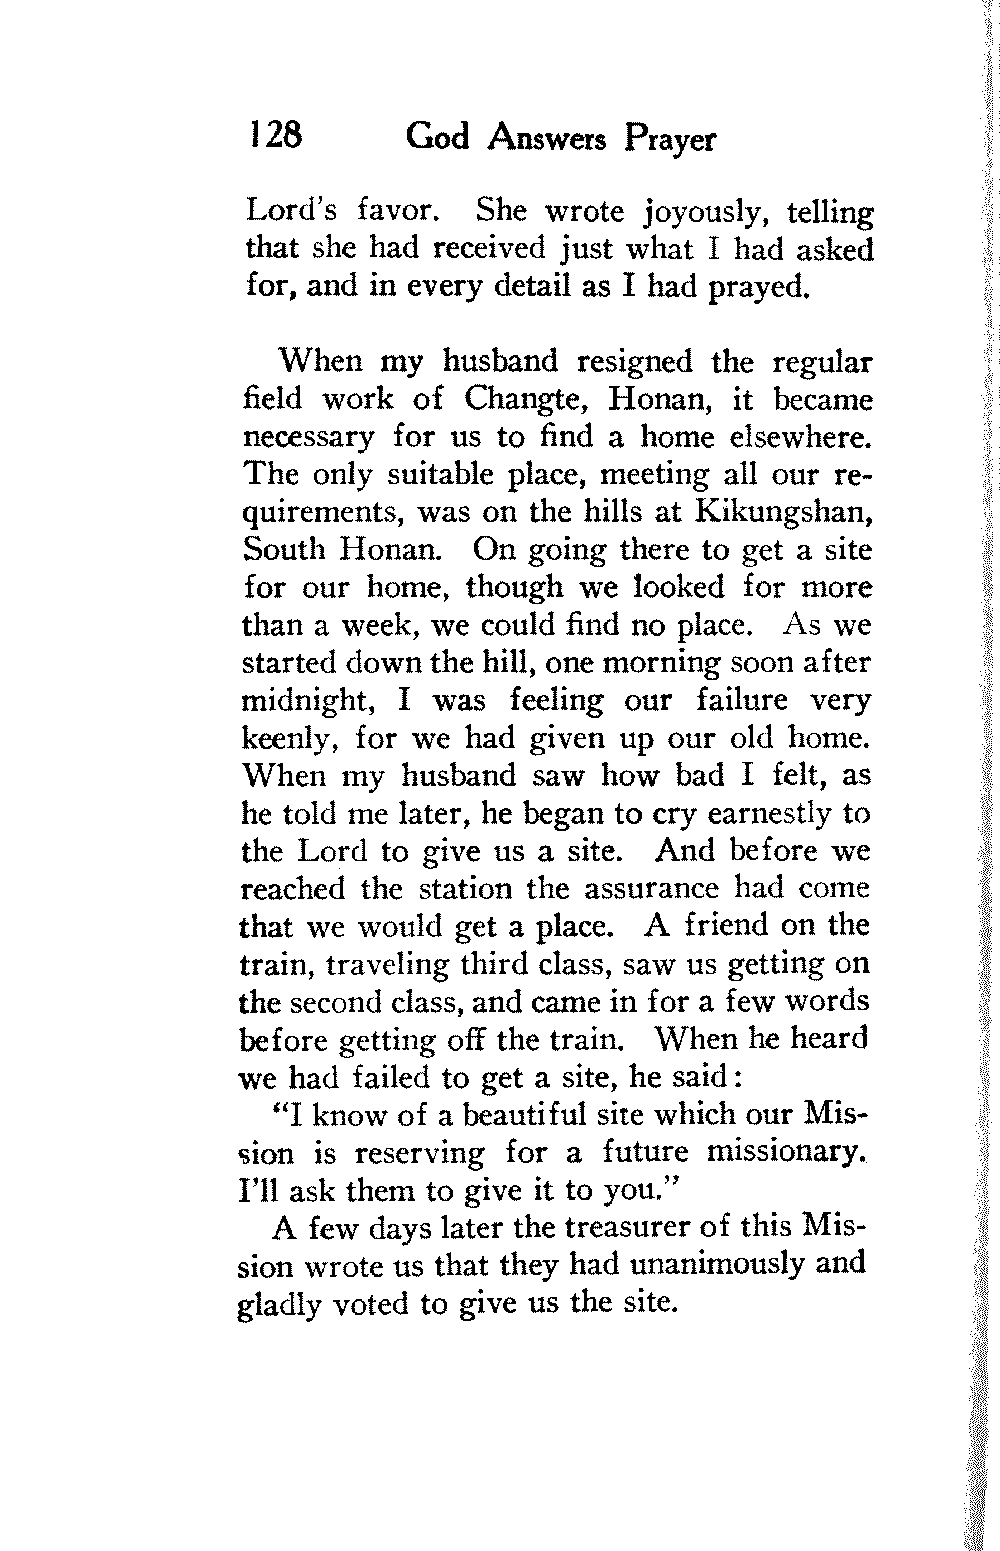 128 God Answers Prayer
Lord's favor. She wrote joyously, telling
that she had received just what I had asked
for, and in every detail as I had prayed.
When my husband resigned the regular
field work of Changte, Honan, it became
necessary for us to find a home elsewhere.
The only suitable place, meeting all our re-
quirements, was on the hills at Kikungshan,
South Honan. On going there to get a site
for our home, though we looked for more
than a week, we could find no place. As we
started down the hill, one morning soon after
midnight, I was feeling our failure very
keenly, for we had given up our old home.
When my husband saw how bad I felt, as
he told me later, he began to cry earnestly to
the Lord to give us a site. And before we
reached the station the assurance had come
that we would get a place. A friend on the
train, traveling third class, saw us getting on
the second class, and came in for a few words
before getting off the train. When he heard
we had failed to get a site, he said:
"I know of a beautiful site which our Mis-
sion is reserving for a future missionary.
I'll ask them to give it to you."
A few days later the treasurer of this Mis-
sion wrote us that they had unanimously and
gladly voted to give us the site.